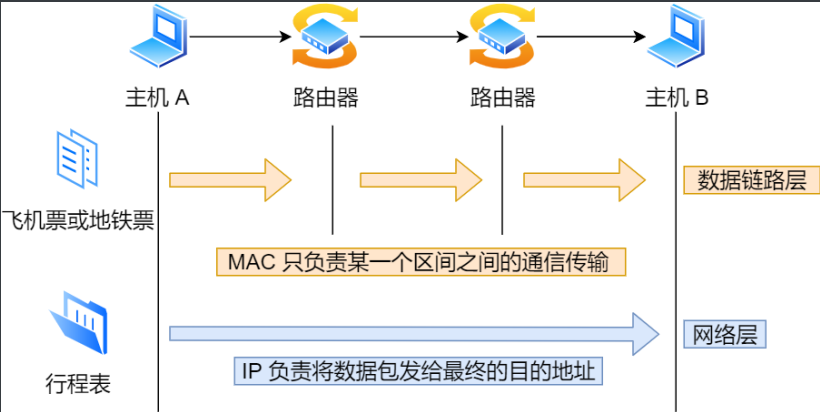 主机 A
路由器
路由器
主机 B
飞机票或地铁票
数据链路层
MAC 只负责某一个区间之间的通信传输
网络层
IP 负责将数据包发给最终的目的地址
行程表